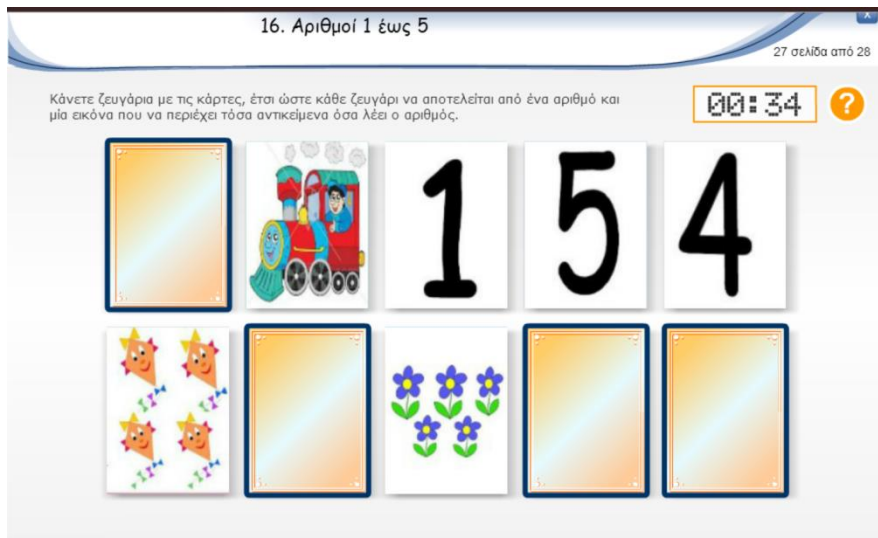 16. Αριθμοί 1 έως 5
X
27 σελίδα από 28
Κάνετε ζευγάρια με τις κάρτες, έτσι ώστε κάθε ζευγάρι να αποτελείται από ένα αριθμό και
μία εικόνα που να περιέχει τόσα αντικείμενα όσα λέει ο αριθμός.
00:34 ?
1 5 4